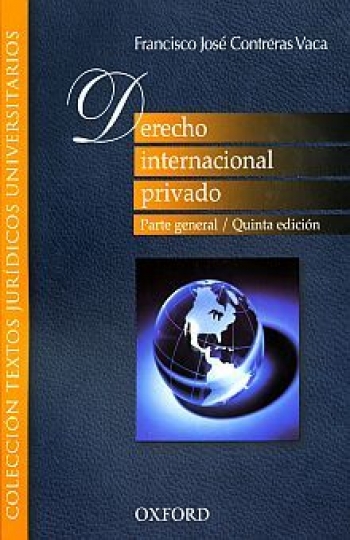 Francisco José Contreras Vaca
Derecho
internacional
privado
Parte general / Quinta edición
COLECCIÓN TEXTOS JURÍDICOS UNIVERSITARIOS
OXFORD